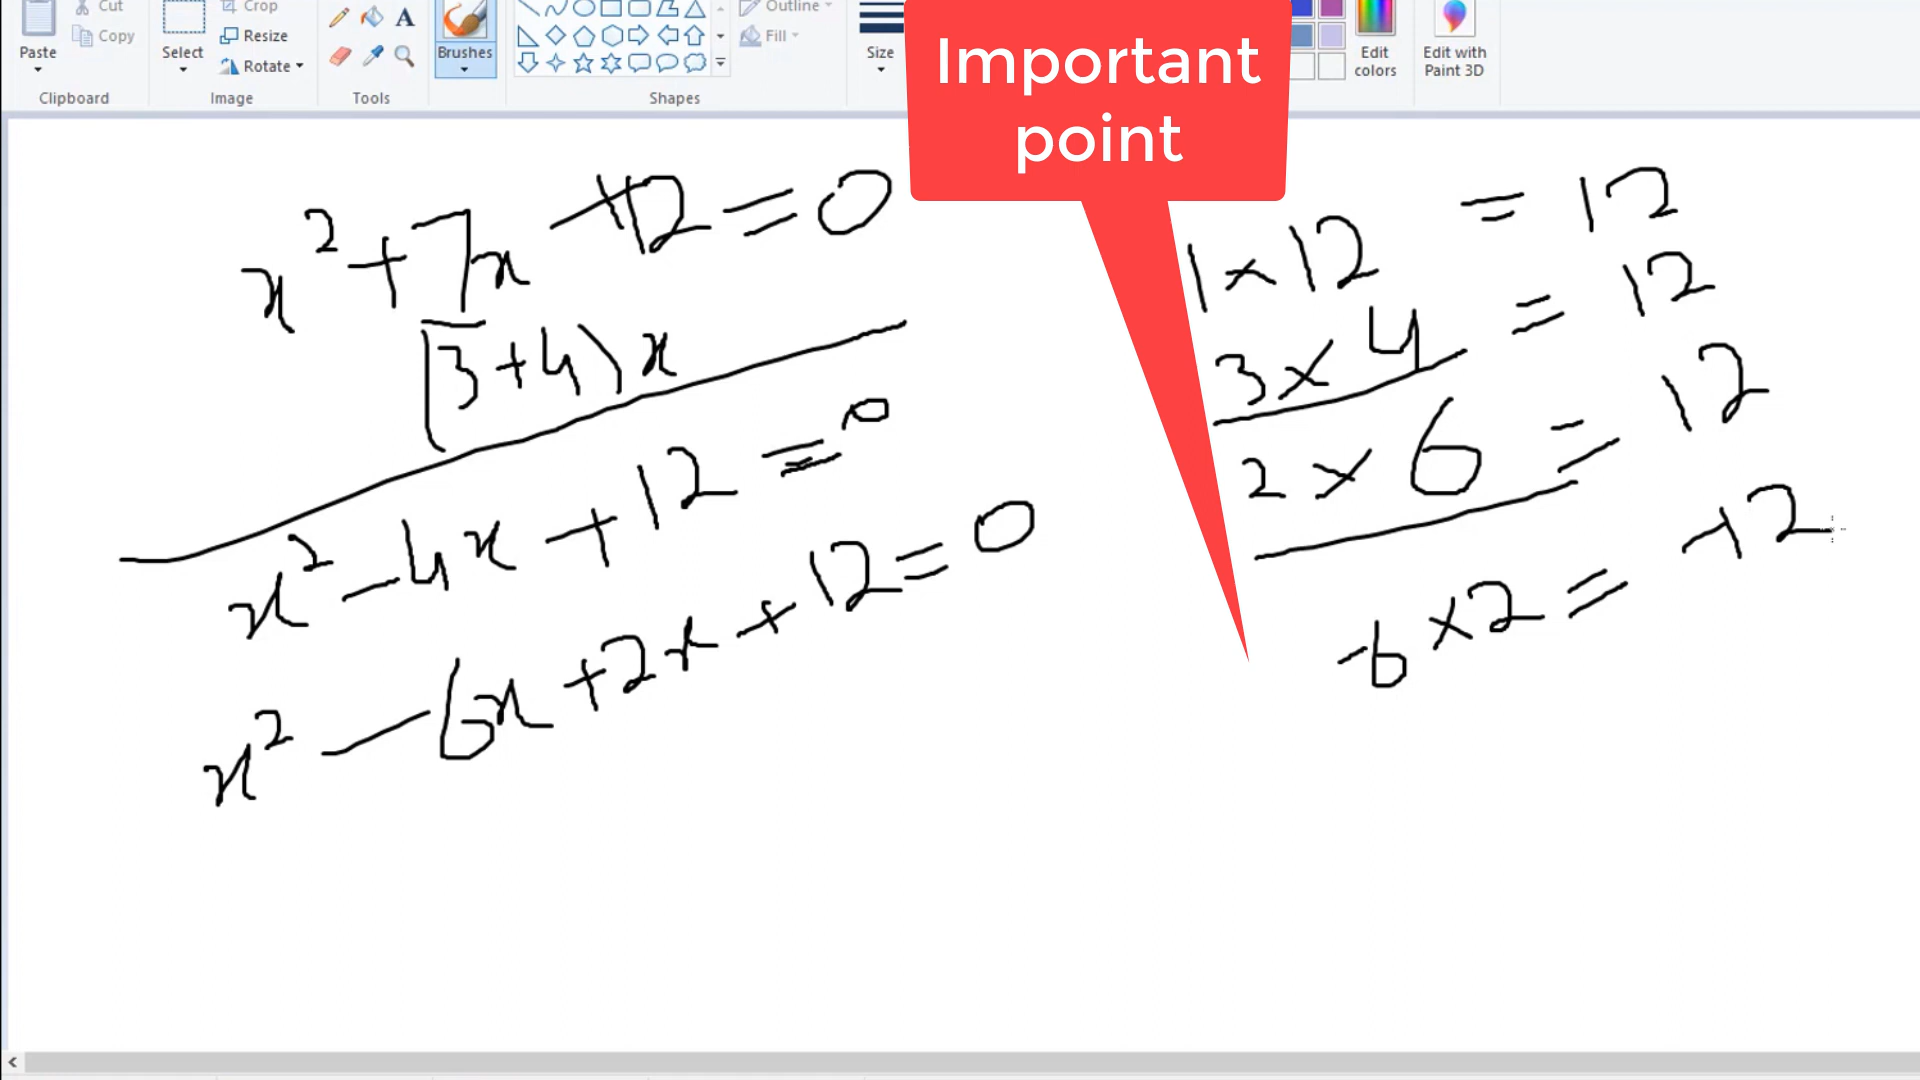 Cut
Crop
Outline
Copy
Resize
Fill
Paste
Select
Rotate
Brushes
Size
Edit colors
Edit with Paint 3D
Clipboard
Image
Tools
Shapes
Important
point
x² + 7x + 12 = 0
(3 + 4) x
x² - 4x + 12 = 0
x² - 6x + 2x + 12 = 0
1 × 12 = 12
3 × 4 = 12
2 × 6 = 12
-6 × 2 = -12